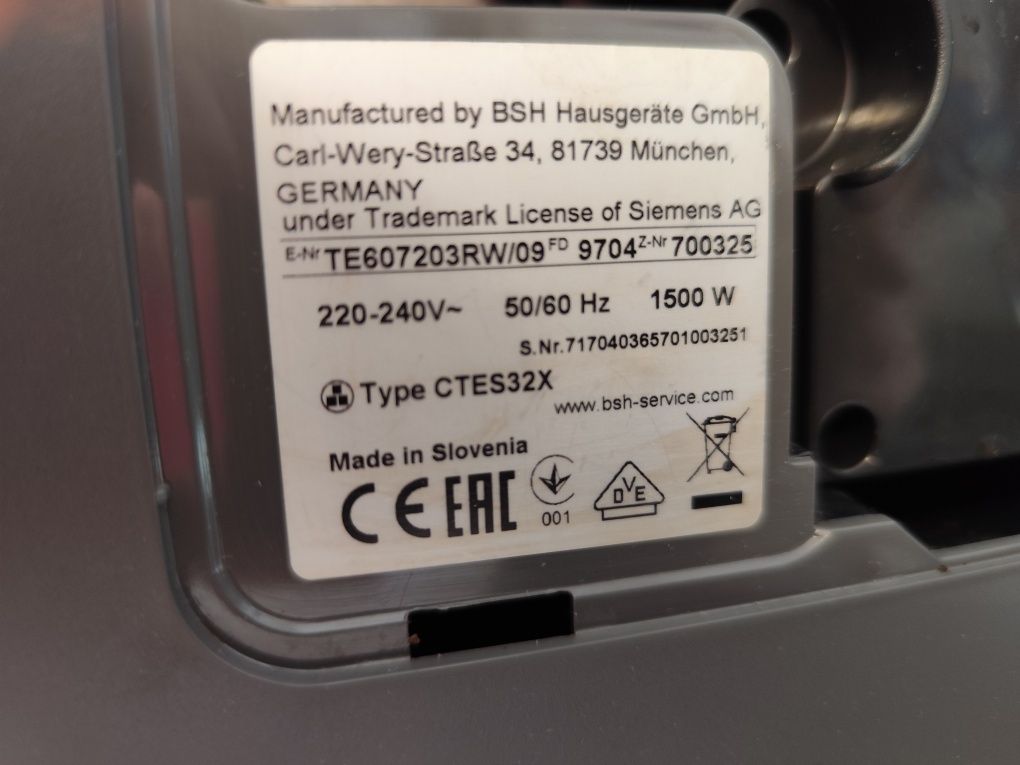 Manufactured by BSH Hausgeräte GmbH,
Carl-Wery-Straße 34, 81739 München,
GERMANY
under Trademark License of Siemens AG
E-Nr TE607203RW/09 FD 9704 Z-Nr 700325
220-240V~ 50/60 Hz 1500 W
S.Nr.717040365701003251
Type CTES32X
www.bsh-service.com
Made in Slovenia
CE EAC 001 DVE